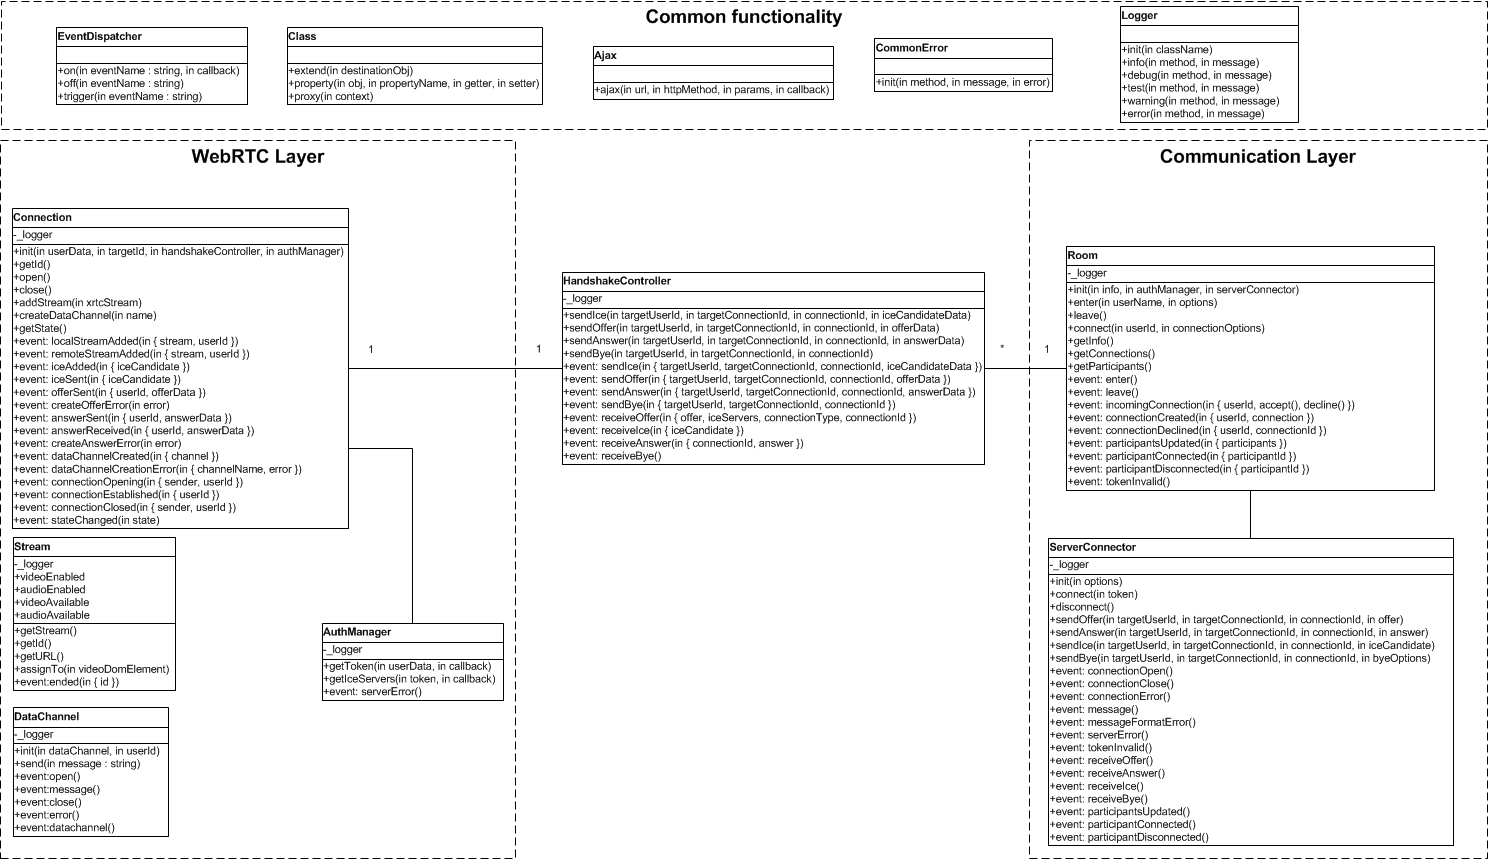 Common functionality
EventDispatcher
+on(in eventName : string, in callback)
+off(in eventName : string)
+trigger(in eventName : string)
Class
+extend(in destinationObj)
+property(in obj, in propertyName, in getter, in setter)
+proxy(in context)
Ajax
+ajax(in url, in httpMethod, in params, in callback)
CommonError
+init(in method, in message, in error)
Logger
+init(in className)
+info(in method, in message)
+debug(in method, in message)
+test(in method, in message)
+warning(in method, in message)
+error(in method, in message)
WebRTC Layer
Connection
-_logger
+init(in userData, in targetId, in handshakeController, in authManager)
+getId()
+open()
+close()
+addStream(in xrtcStream)
+createDataChannel(in name)
+getState()
+event: localStreamAdded(in { stream, userId })
+event: remoteStreamAdded(in { stream, userId })
+event: iceAdded(in { iceCandidate })
+event: iceSent(in { iceCandidate })
+event: offerSent(in { userId, offerData })
+event: createOfferError(in error)
+event: answerSent(in { userId, answerData })
+event: answerReceived(in { userId, answerData })
+event: createAnswerError(in error)
+event: dataChannelCreated(in { channel })
+event: dataChannelCreationError(in { channelName, error })
+event: connectionOpening(in { sender, userId })
+event: connectionEstablished(in { userId })
+event: connectionClosed(in { sender, userId })
+event: stateChanged(in state)
Stream
-_logger
+videoEnabled
+audioEnabled
+videoAvailable
+audioAvailable
+getStream()
+getId()
+getURL()
+assignTo(in videoDomElement)
+event:ended(in { id })
DataChannel
-_logger
+init(in dataChannel, in userId)
+send(in message : string)
+event:open()
+event:message()
+event:close()
+event:error()
+event:datachannel()
AuthManager
-_logger
+getToken(in userData, in callback)
+getIceServers(in token, in callback)
+event: serverError()
1
1
HandshakeController
-_logger
+sendIce(in targetUserId, in targetConnectionId, in connectionId, in iceCandidateData)
+sendOffer(in targetUserId, in targetConnectionId, in connectionId, in offerData)
+sendAnswer(in targetUserId, in targetConnectionId, in connectionId, in answerData)
+sendBye(in targetUserId, in targetConnectionId, in connectionId)
+event: sendIce(in { targetUserId, targetConnectionId, connectionId, iceCandidateData })
+event: sendOffer(in { targetUserId, targetConnectionId, connectionId, offerData })
+event: sendAnswer(in { targetUserId, targetConnectionId, connectionId, answerData })
+event: sendBye(in { targetUserId, targetConnectionId, connectionId })
+event: receiveOffer(in { offer, iceServers, connectionType, connectionId })
+event: receiveIce(in { iceCandidate })
+event: receiveAnswer(in { connectionId, answer })
+event: receiveBye()
*
1
Communication Layer
Room
-_logger
+init(in info, in authManager, in serverConnector)
+enter(in userName, in options)
+leave()
+connect(in userId, in connectionOptions)
+getInfo()
+getConnections()
+getParticipants()
+event: enter()
+event: leave()
+event: incomingConnection(in { userId, accept(), decline() })
+event: connectionCreated(in { userId, connection })
+event: connectionDeclined(in { userId, connectionId })
+event: participantsUpdated(in { participants })
+event: participantConnected(in { participantId })
+event: participantDisconnected(in { participantId })
+event: tokenInvalid()
ServerConnector
-_logger
+init(in options)
+connect(in token)
+disconnect()
+sendOffer(in targetUserId, in targetConnectionId, in connectionId, in offer)
+sendAnswer(in targetUserId, in targetConnectionId, in connectionId, in answer)
+sendIce(in targetUserId, in targetConnectionId, in connectionId, in iceCandidate)
+sendBye(in targetUserId, in targetConnectionId, in connectionId, in byeOptions)
+event: connectionOpen()
+event: connectionClose()
+event: connectionError()
+event: message()
+event: messageFormatError()
+event: serverError()
+event: tokenInvalid()
+event: receiveOffer()
+event: receiveAnswer()
+event: receiveIce()
+event: receiveBye()
+event: participantsUpdated()
+event: participantConnected()
+event: participantDisconnected()